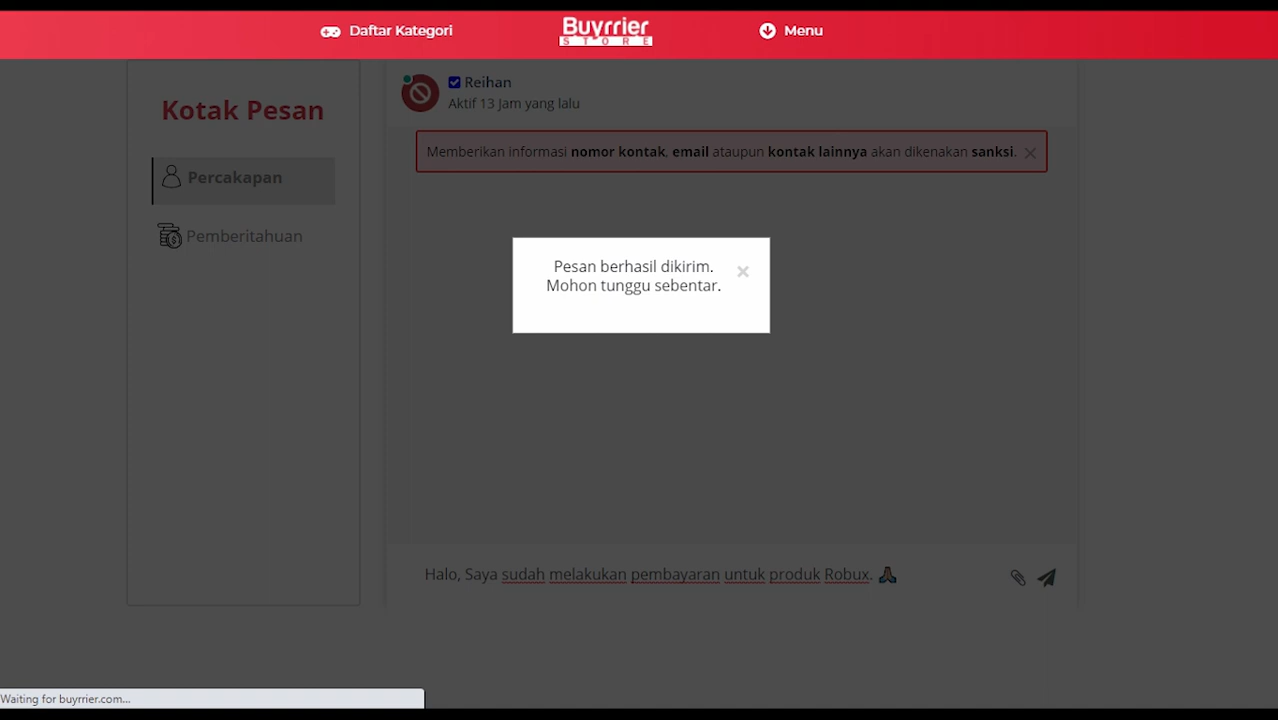 Daftar Kategori
Buyrrier
STORE
Menu
Kotak Pesan
Percakapan
Pemberitahuan
Reihan
Aktif 13 Jam yang lalu
Memberikan informasi nomor kontak, email ataupun kontak lainnya akan dikenakan sanksi.
Pesan berhasil dikirim.
Mohon tunggu sebentar.
Halo, Saya sudah melakukan pembayaran untuk produk Robux. 🙏🏽
Waiting for buyrrier.com...